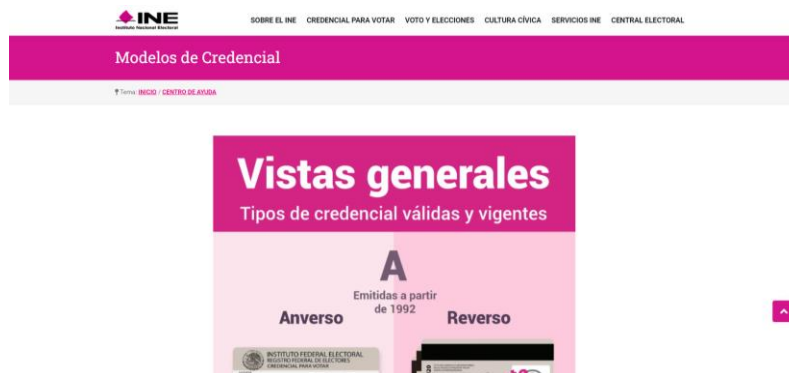 INE
Instituto Nacional Electoral
SOBRE EL INE CREDENCIAL PARA VOTAR VOTO Y ELECCIONES CULTURA CÍVICA SERVICIOS INE CENTRAL ELECTORAL
Modelos de Credencial
Tema: INICIO / CENTRO DE AYUDA
Vistas generales
Tipos de credencial válidas y vigentes
A
Emitidas a partir
de 1992
Anverso
Reverso
INSTITUTO FEDERAL ELECTORAL
REGISTRO FEDERAL DE ELECTORES
CREDENCIAL PARA VOTAR